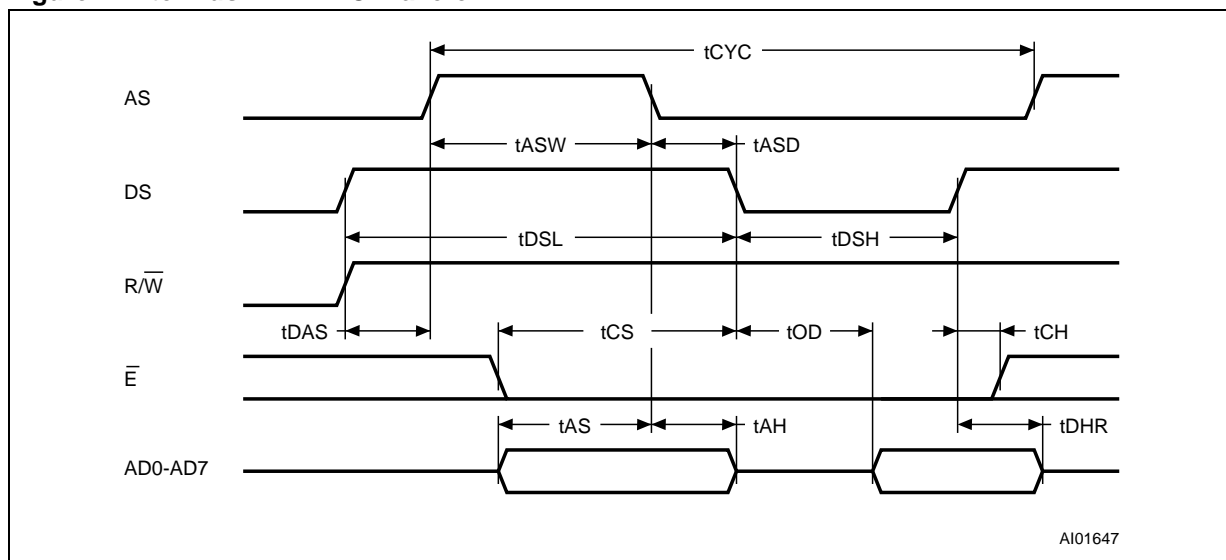 tCYC
AS
tASW
tASD
DS
tDSL
tDSH
R/W̅
tDAS
tCS
tOD
tCH
E̅
tAS
tAH
tDHR
AD0-AD7
AI01647